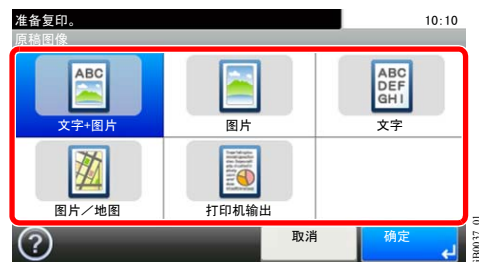 准备复印。 10:10
原稿图像
ABC
ABC
DEF
GHI
文字+图片 图片 文字
图片／地图 打印机输出
? 取消 确定
GB0037_01